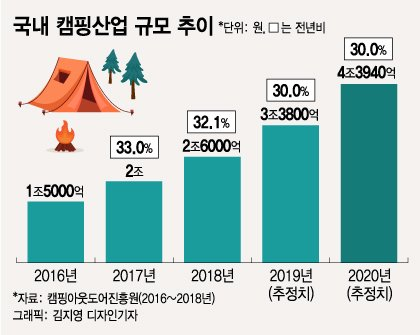 국내 캠핑산업 규모 추이 *단위: 원, □는 전년비
30.0%
4조3940억
30.0%
3조3800억
32.1%
2조6000억
33.0%
2조
1조5000억
2016년 2017년 2018년 2019년 2020년
(추정치) (추정치)
*자료: 캠핑아웃도어진흥원(2016~2018년)
그래픽: 김지영 디자인기자